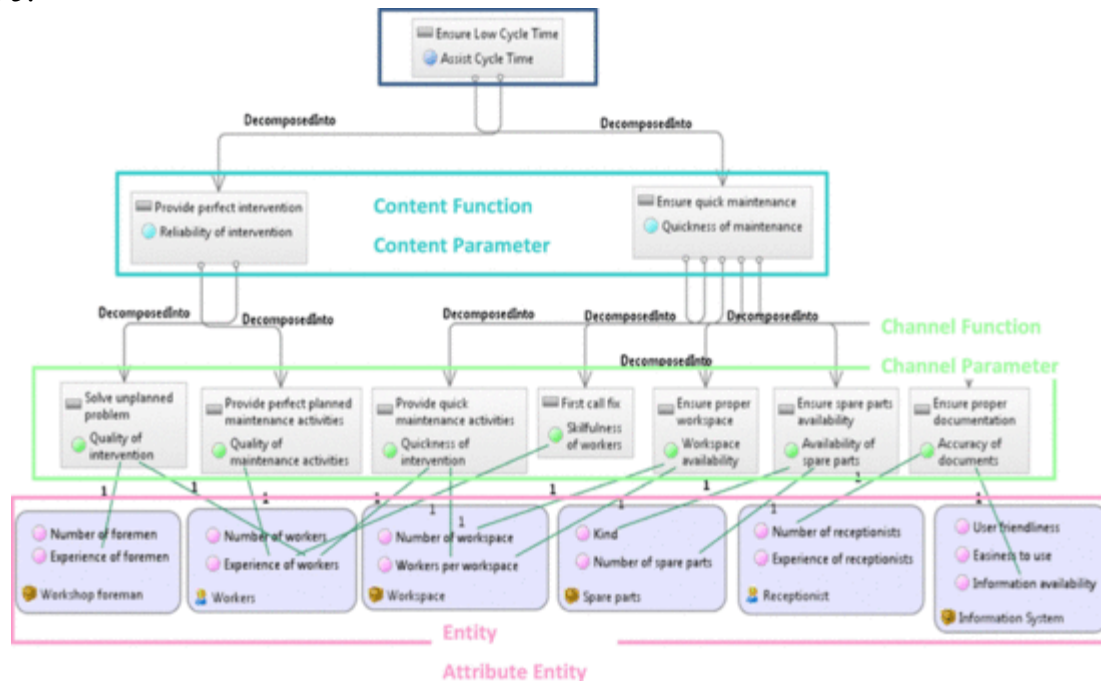 Ensure Low Cycle Time
Assist Cycle Time
DecomposedInto
DecomposedInto
Provide perfect intervention
Reliability of intervention
Content Function
Content Parameter
Ensure quick maintenance
Quickness of maintenance
DecomposedInto
DecomposedInto
DecomposedInto
DecomposedInto
DecomposedInto
DecomposedInto
DecomposedInto
Channel Function
Channel Parameter
Solve unplanned
problem
Quality of
intervention
Provide perfect planned
maintenance activities
Quality of
maintenance activities
Provide quick
maintenance activities
Quickness of
intervention
First call fix
Skilfulness
of workers
Ensure proper
workspace
Workspace
availability
Ensure spare parts
availability
Availability of
spare parts
Ensure proper
documentation
Accuracy of
documents
1
1
1
1
1
1
1
1
1
1
1
1
Number of foremen
Experience of foremen
Workshop foreman
Number of workers
Experience of workers
Workers
Number of workspace
Workers per workspace
Workspace
Kind
Number of spare parts
Spare parts
Number of receptionists
Experience of receptionists
Receptionist
User friendliness
Easiness to use
Information availability
Information System
Entity
Attribute Entity